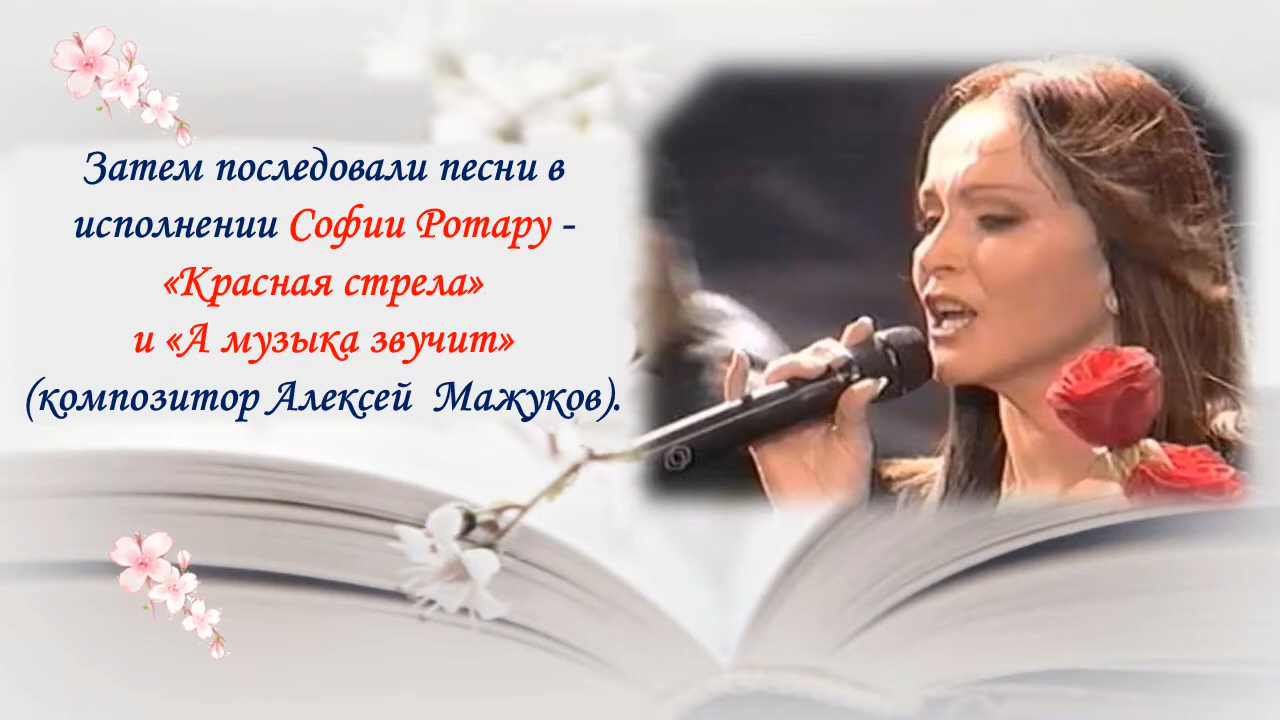 Затем последовали песни в
исполнении Софии Ротару -
«Красная стрела»
и «А музыка звучит»
(композитор Алексей Мажуков).